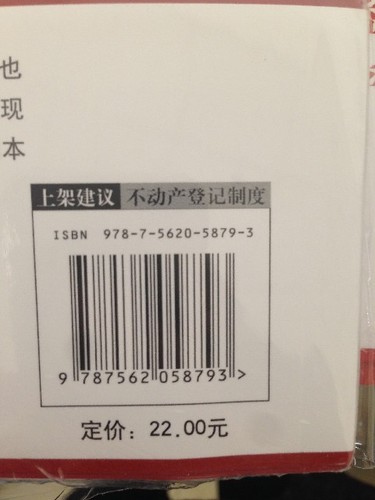 也
现
本
上架建议 不动产登记制度
ISBN 978-7-5620-5879-3
9 787562 058793 >
定价：22.00元